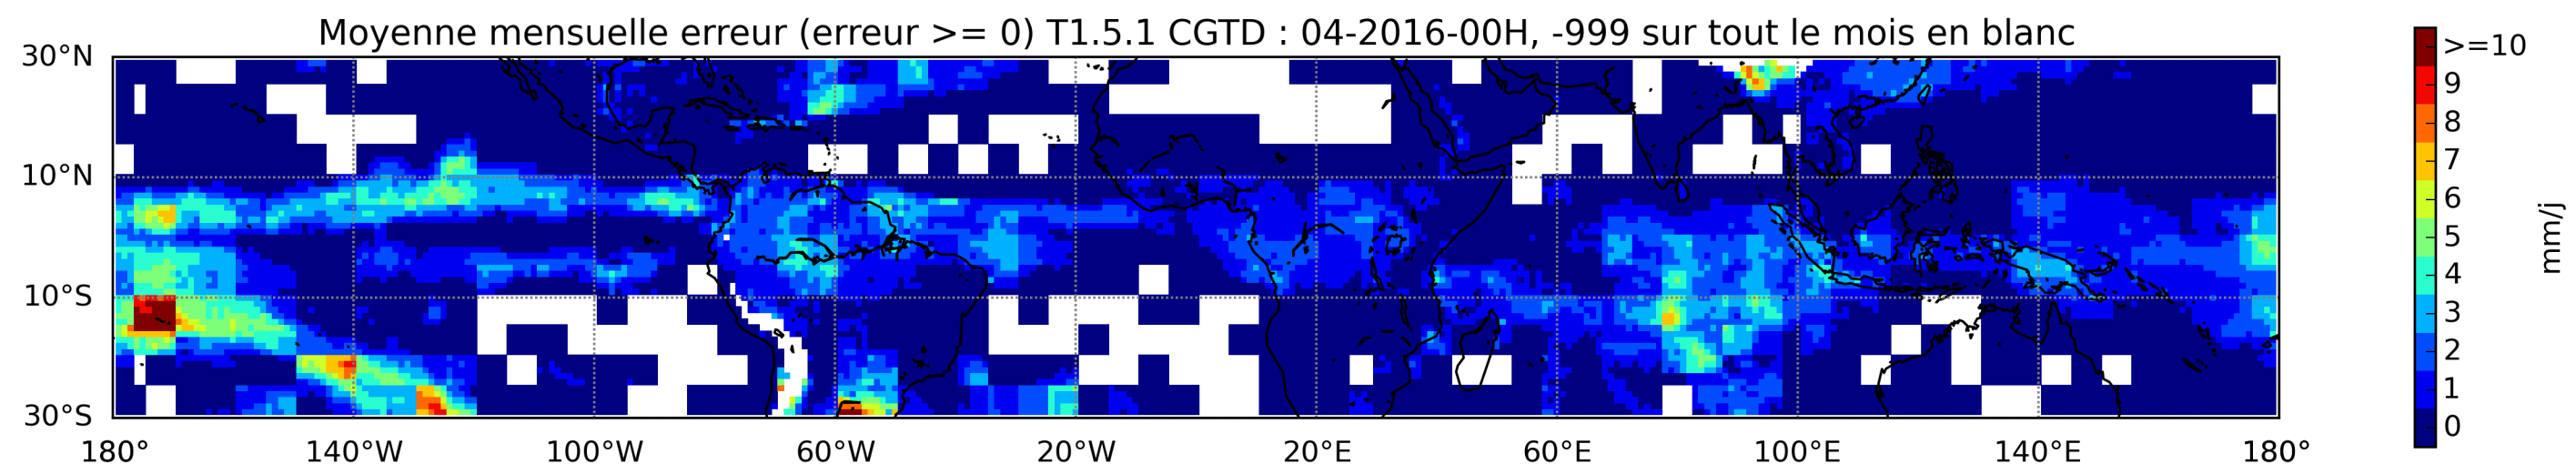 Moyenne mensuelle erreur (erreur >= 0) T1.5.1 CGTD : 04-2016-00H, -999 sur tout le mois en blanc
30°N
10°N
10°S
30°S
180° 140°W 100°W 60°W 20°W 20°E 60°E 100°E 140°E 180°
>=10
9
8
7
6
5
4
3
2
1
0
mm/j